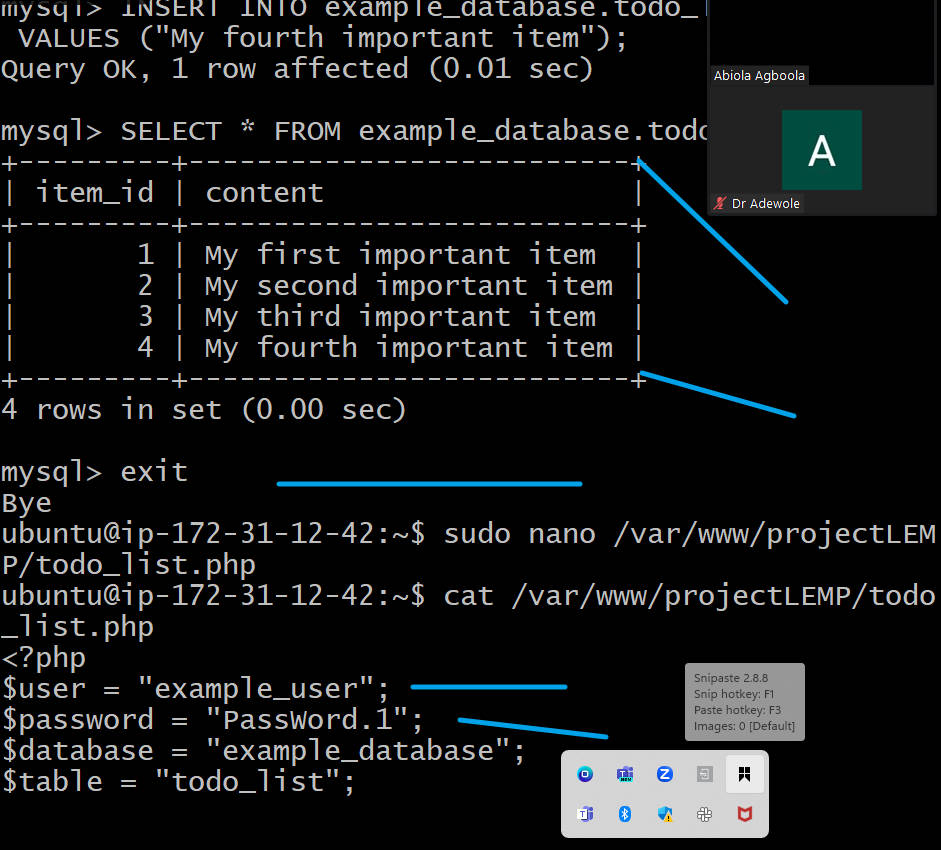 mysql> INSERT INTO example_database.todo_
 VALUES ("My fourth important item");
Query OK, 1 row affected (0.01 sec)
mysql> SELECT * FROM example_database.todo
+---------+--------------------------+
| item_id | content                  |
+---------+--------------------------+
|       1 | My first important item  |
|       2 | My second important item |
|       3 | My third important item  |
|       4 | My fourth important item |
+---------+--------------------------+
4 rows in set (0.00 sec)
mysql> exit
Bye
ubuntu@ip-172-31-12-42:~$ sudo nano /var/www/projectLEM
P/todo_list.php
ubuntu@ip-172-31-12-42:~$ cat /var/www/projectLEMP/todo
_list.php
<?php
$user = "example_user";
$password = "PassWord.1";
$database = "example_database";
$table = "todo_list";
Abiola Agboola
A
Dr Adewole
Snipaste 2.8.8
Snip hotkey: F1
Paste hotkey: F3
Images: 0 [Default]